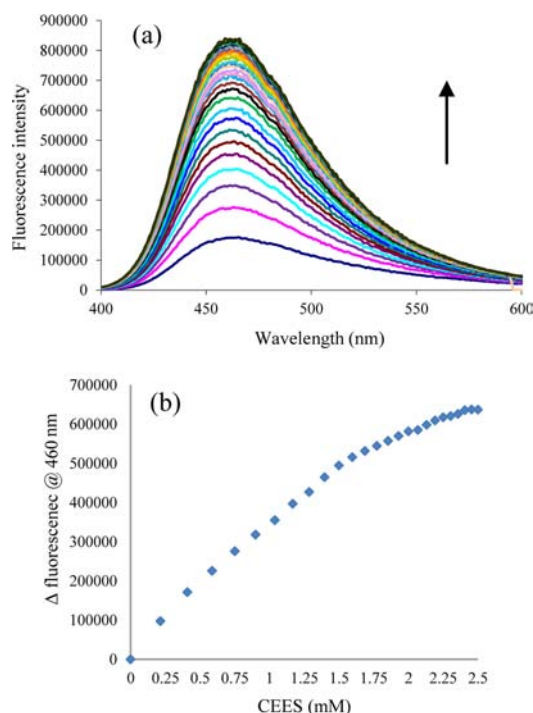 (a)
Fluorescence intensity
900000
800000
700000
600000
500000
400000
300000
200000
100000
0
400 450 500 550 600
Wavelength (nm)
(b)
Δ fluorescenec @ 460 nm
700000
600000
500000
400000
300000
200000
100000
0
0 0.25 0.5 0.75 1 1.25 1.5 1.75 2 2.25 2.5
CEES (mM)